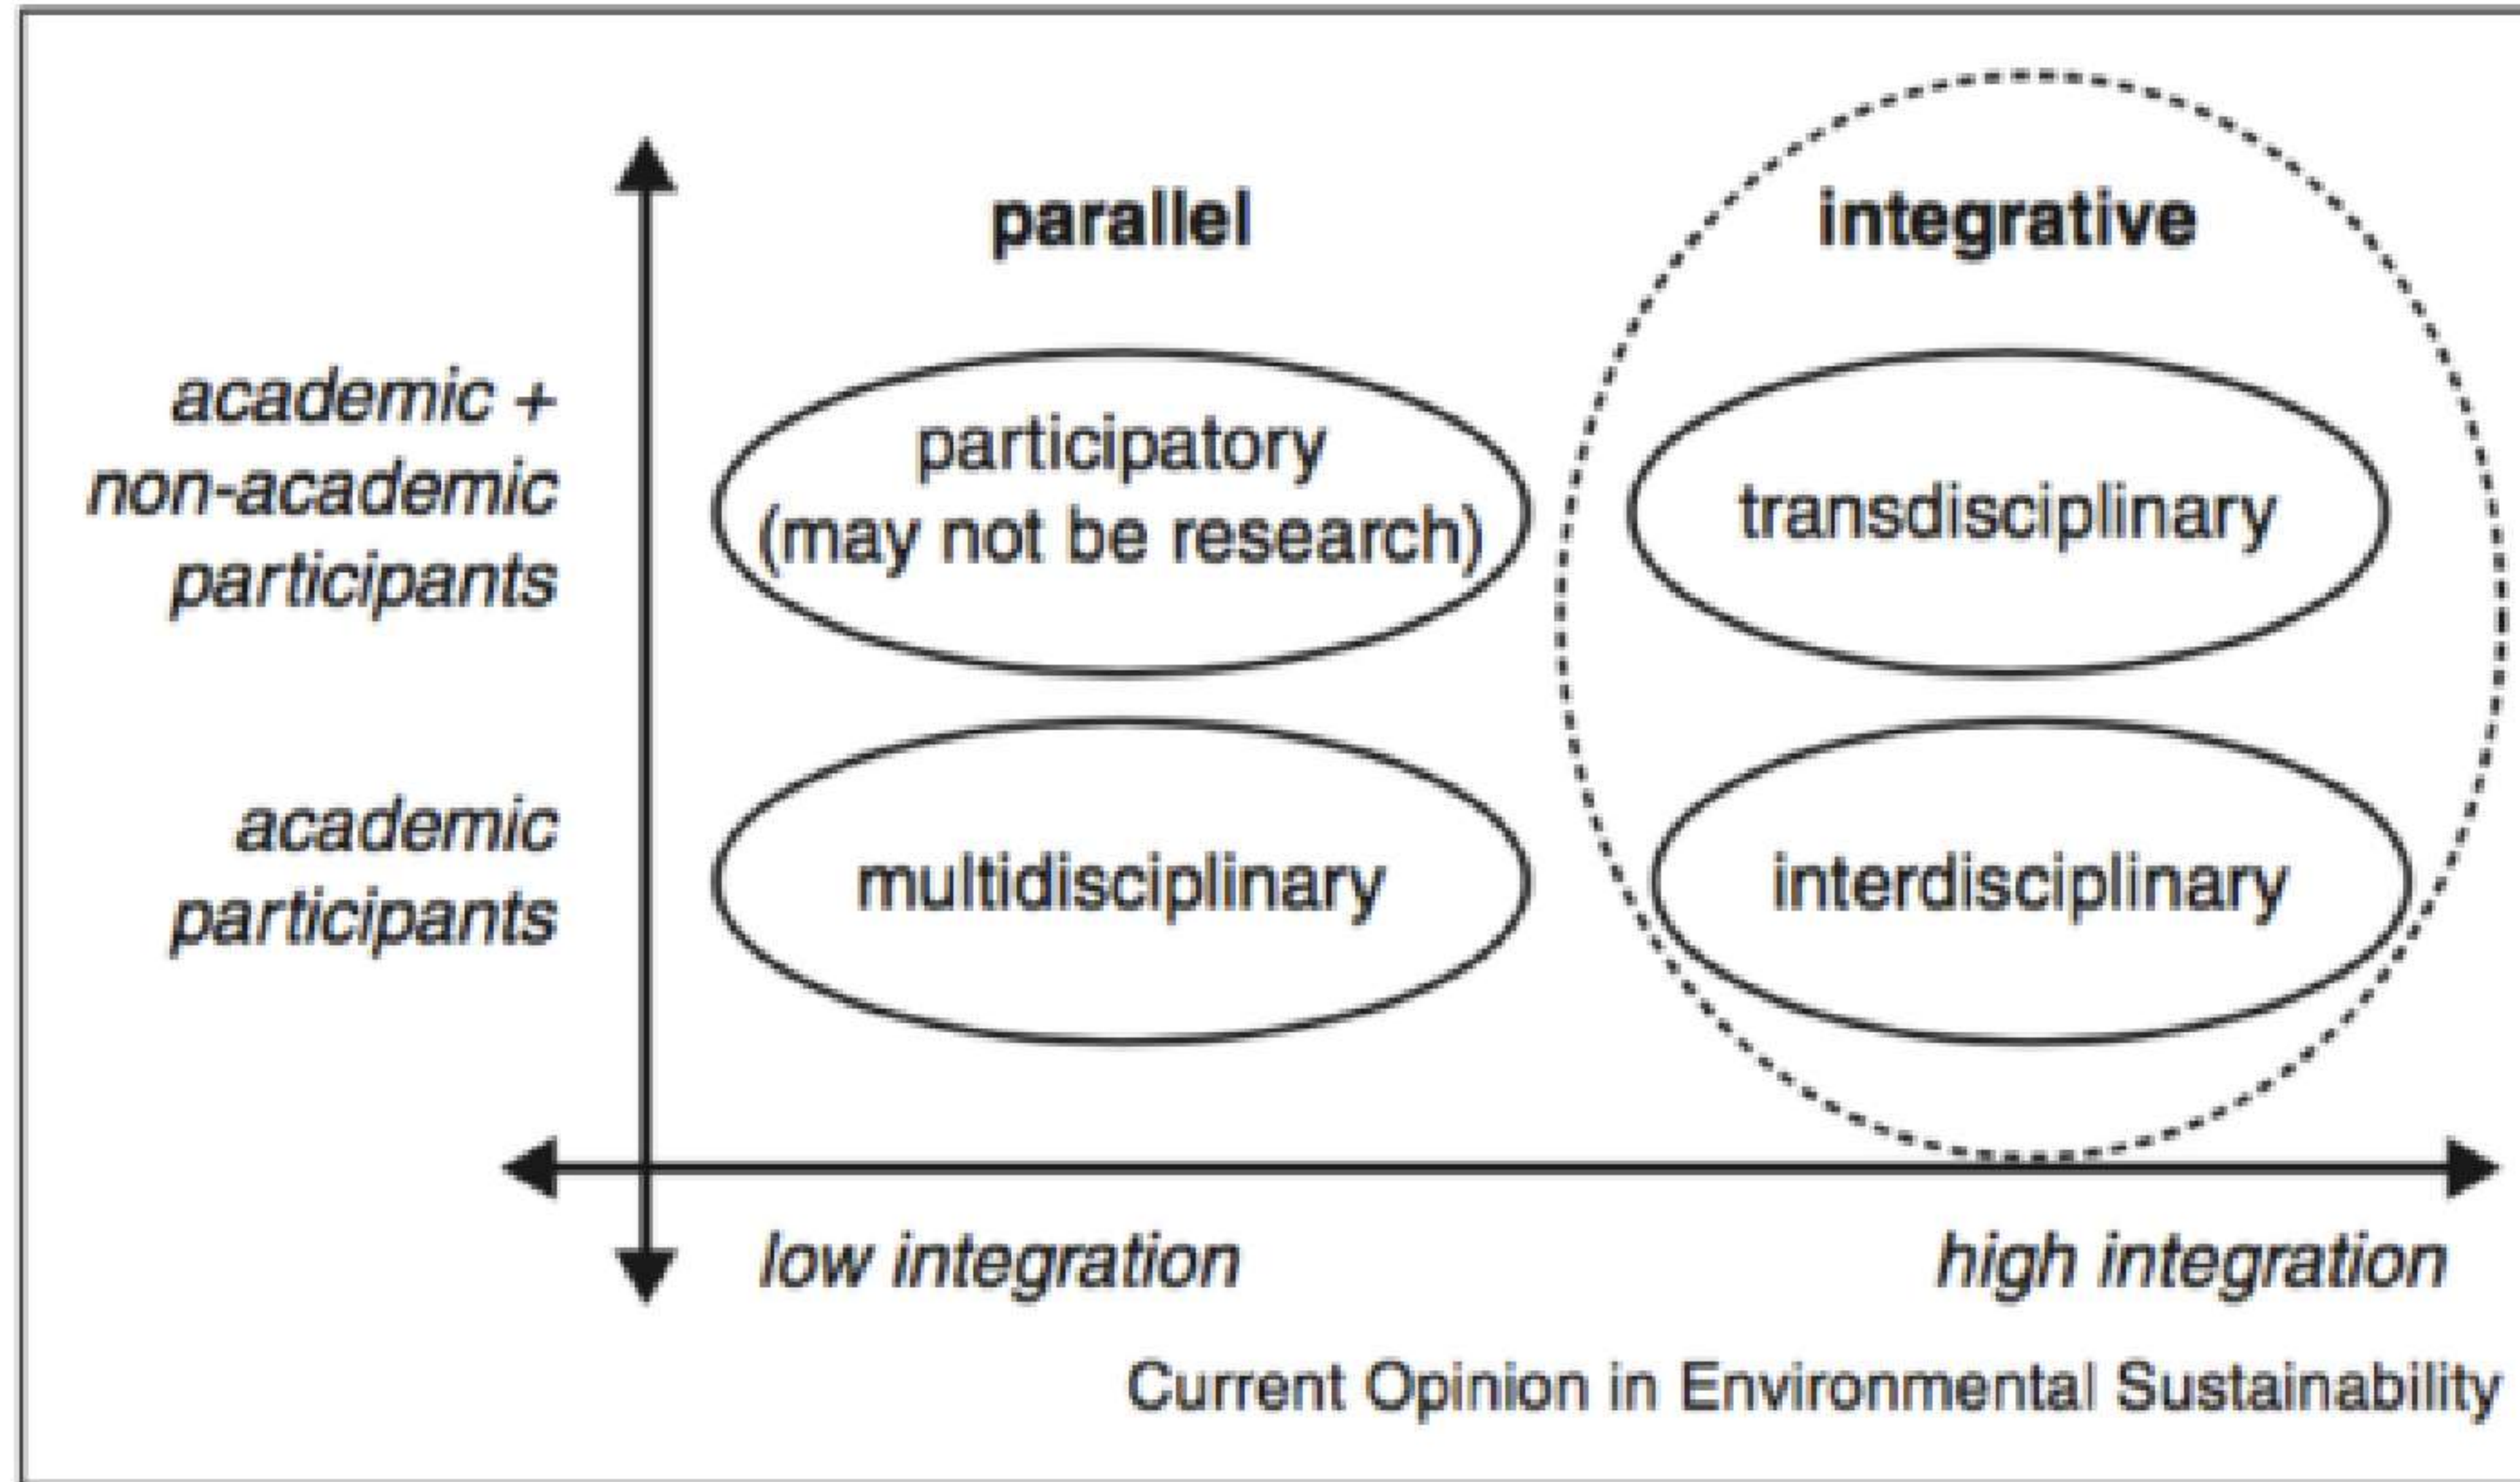 parallel
integrative
academic +
non-academic
participants
participatory
(may not be research)
transdisciplinary
academic
participants
multidisciplinary
interdisciplinary
low integration
high integration
Current Opinion in Environmental Sustainability